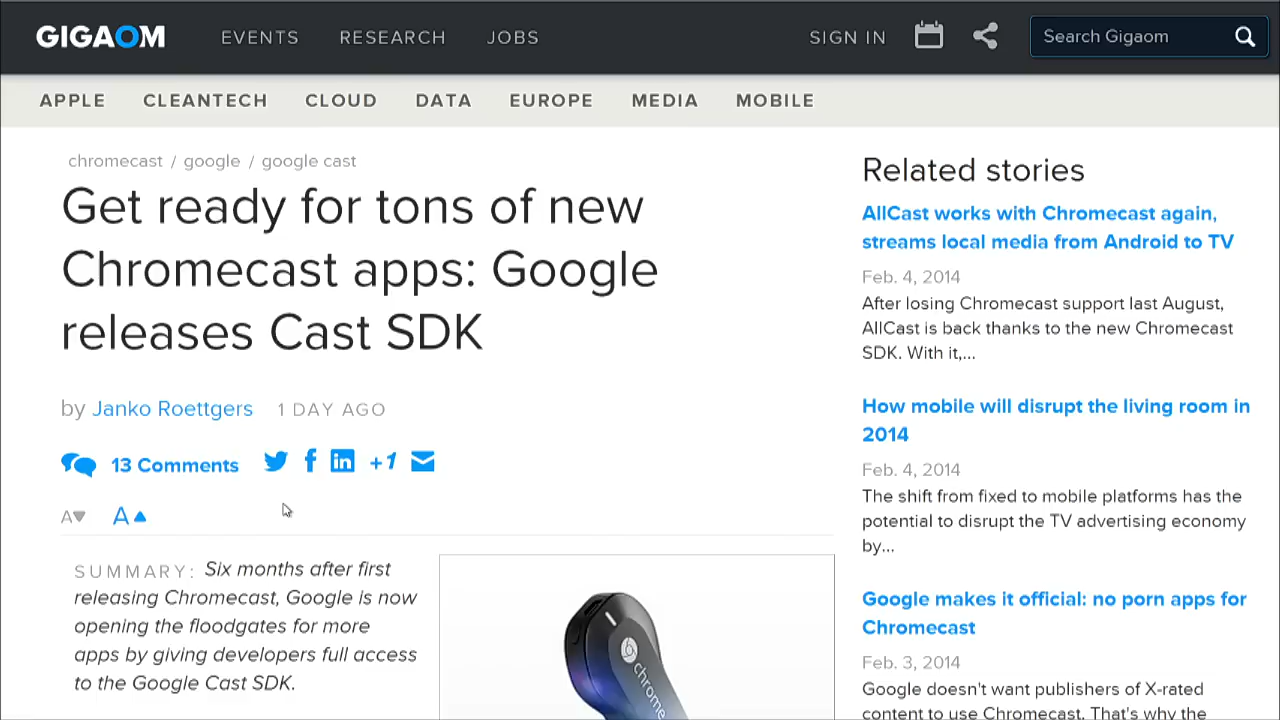 GIGAOM EVENTS RESEARCH JOBS SIGN IN Search Gigaom
APPLE CLEANTECH CLOUD DATA EUROPE MEDIA MOBILE
chromecast / google / google cast
Get ready for tons of new
Chromecast apps: Google
releases Cast SDK
by Janko Roettgers 1 DAY AGO
13 Comments +1
A A
SUMMARY: Six months after first
releasing Chromecast, Google is now
opening the floodgates for more
apps by giving developers full access
to the Google Cast SDK.
chrome
Related stories
AllCast works with Chromecast again,
streams local media from Android to TV
Feb. 4, 2014
After losing Chromecast support last August,
AllCast is back thanks to the new Chromecast
SDK. With it,...
How mobile will disrupt the living room in
2014
Feb. 4, 2014
The shift from fixed to mobile platforms has the
potential to disrupt the TV advertising economy
by...
Google makes it official: no porn apps for
Chromecast
Feb. 3, 2014
Google doesn't want publishers of X-rated
content to use Chromecast. That's why the